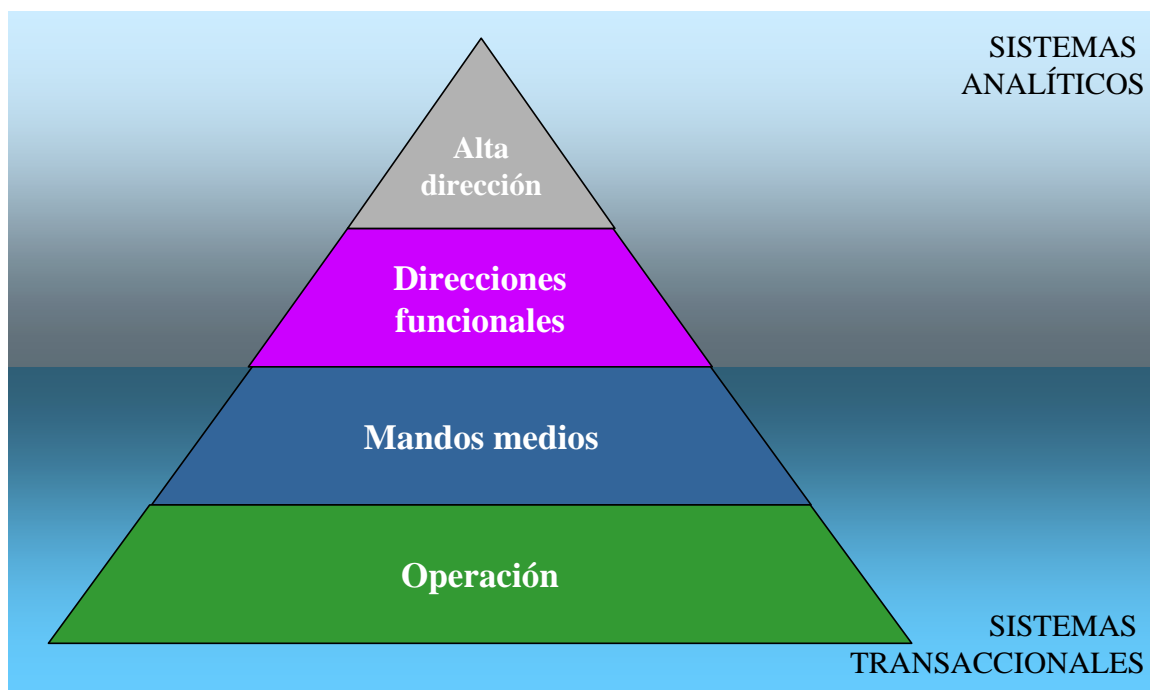 SISTEMAS
ANALÍTICOS
Alta
dirección
Direcciones
funcionales
Mandos medios
Operación
SISTEMAS
TRANSACCIONALES